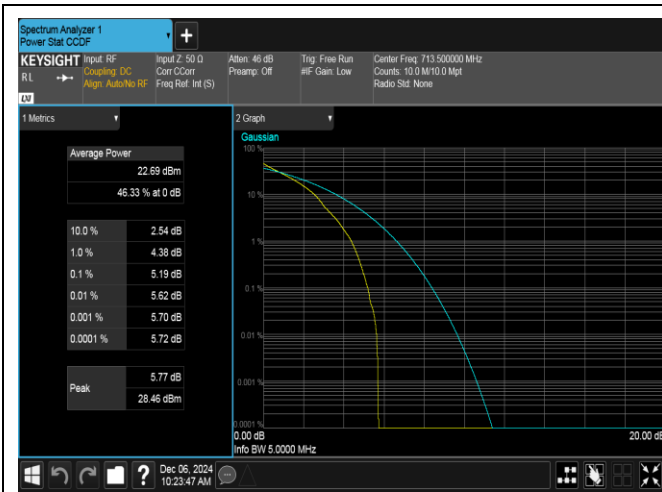 Spectrum Analyzer 1
Power Stat CCDF
KEYSIGHT
Input: RF
Input Z: 50 Ω
Atten: 46 dB
Trig: Free Run
Center Freq: 713.500000 MHz
RL
Coupling: DC
Corr CCorr
Preamp: Off
#IF Gain: Low
Counts: 10.0 M/10.0 Mpt
Align: Auto/No RF
Freq Ref: Int (S)
Radio Std: None
LXI
1 Metrics
2 Graph
Gaussian
Average Power
22.69 dBm
46.33 % at 0 dB
10.0 % 2.54 dB
1.0 % 4.38 dB
0.1 % 5.19 dB
0.01 % 5.62 dB
0.001 % 5.70 dB
0.0001 % 5.72 dB
Peak
5.77 dB
28.46 dBm
100 %
10 %
1 %
0.1 %
0.01 %
0.001 %
0.0001 %
0.00 dB
20.00 dB
Info BW 5.0000 MHz
?
Dec 06, 2024
10:23:47 AM